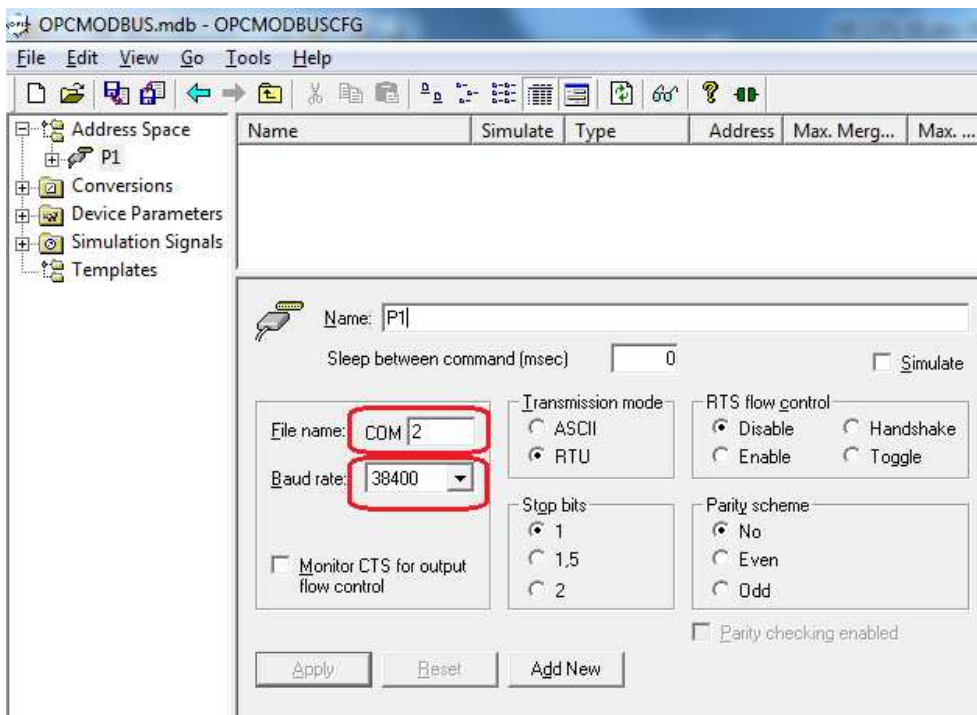 OPCMODBUS.mdb - OPCMODBUSCFG
File Edit View Go Tools Help
Address Space
P1
Conversions
Device Parameters
Simulation Signals
Templates
Name Simulate Type Address Max. Merg... Max. ...
Name: P1
Sleep between command (msec) 0
Simulate
File name: COM 2
Baud rate: 38400
Monitor CTS for output
flow control
Transmission mode
ASCII
RTU
Stop bits
1
1,5
2
RTS flow control
Disable Handshake
Enable Toggle
Parity scheme
No
Even
Odd
Parity checking enabled
Apply Reset Add New